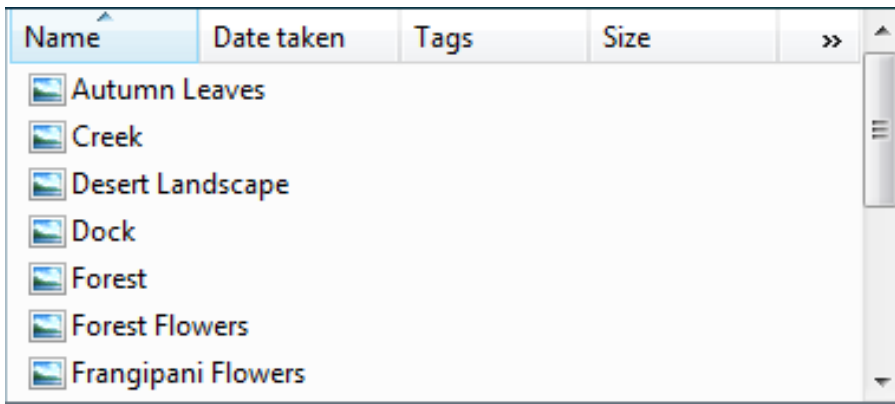 Name Date taken Tags Size »
Autumn Leaves
Creek
Desert Landscape
Dock
Forest
Forest Flowers
Frangipani Flowers